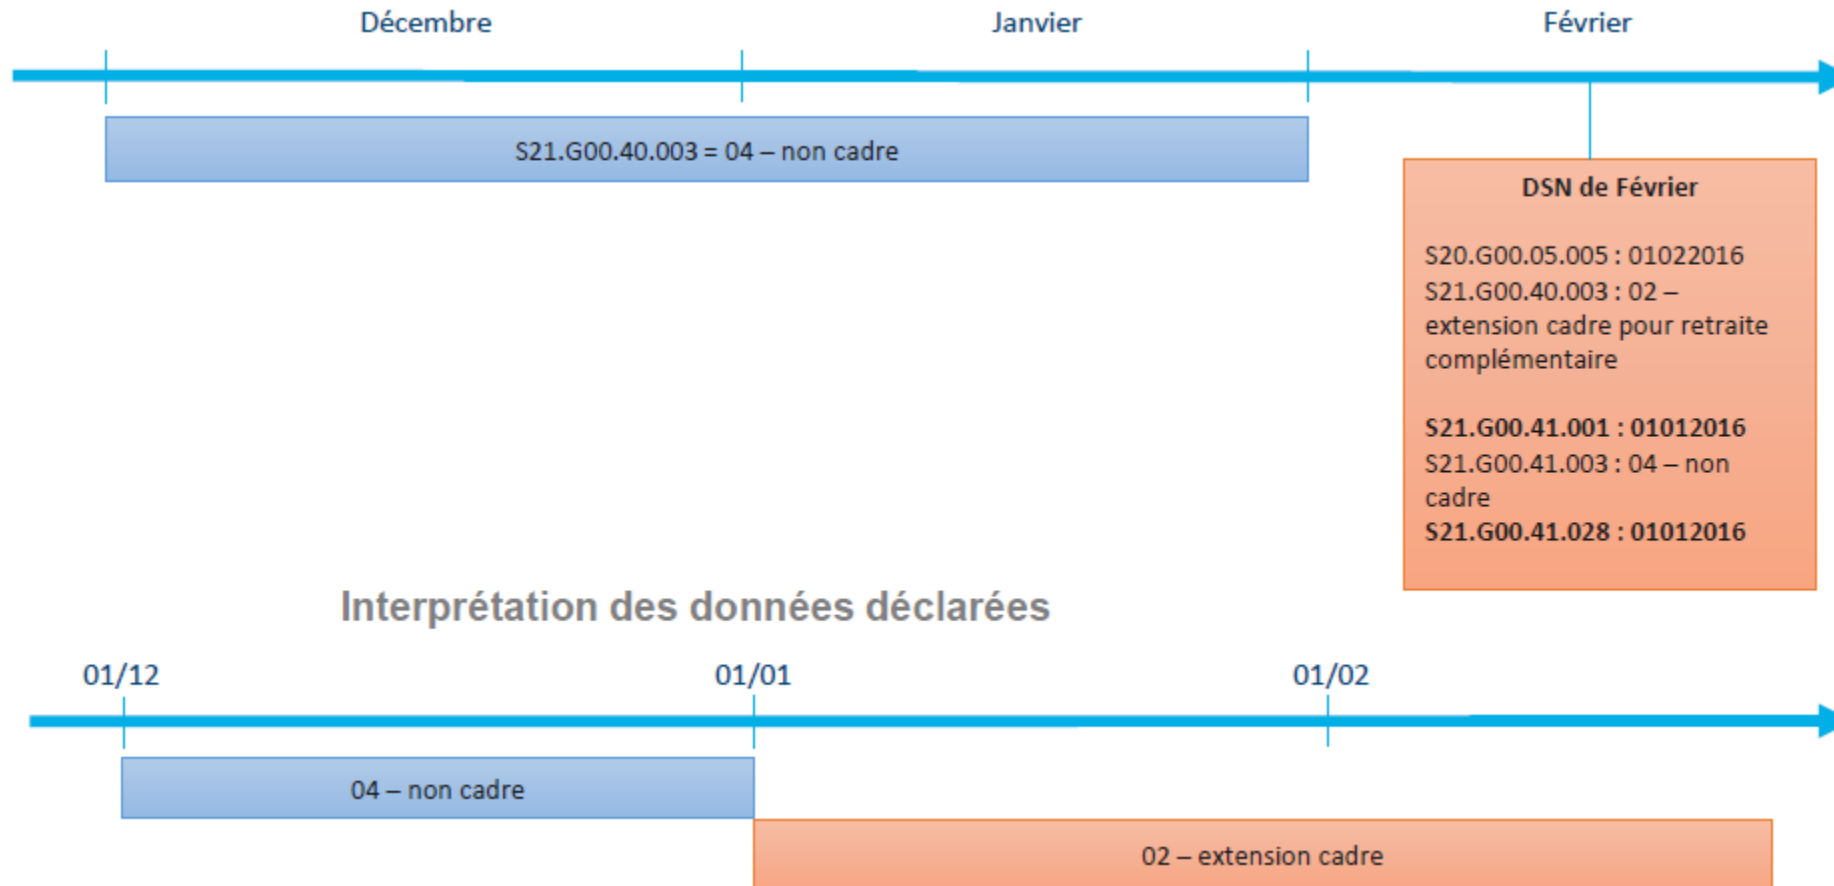 Décembre
Janvier
Février
S21.G00.40.003 = 04 – non cadre
DSN de Février
S20.G00.05.005 : 01022016
S21.G00.40.003 : 02 –
extension cadre pour retraite
complémentaire
S21.G00.41.001 : 01012016
S21.G00.41.003 : 04 – non
cadre
S21.G00.41.028 : 01012016
Interprétation des données déclarées
01/12
01/01
01/02
04 – non cadre
02 – extension cadre